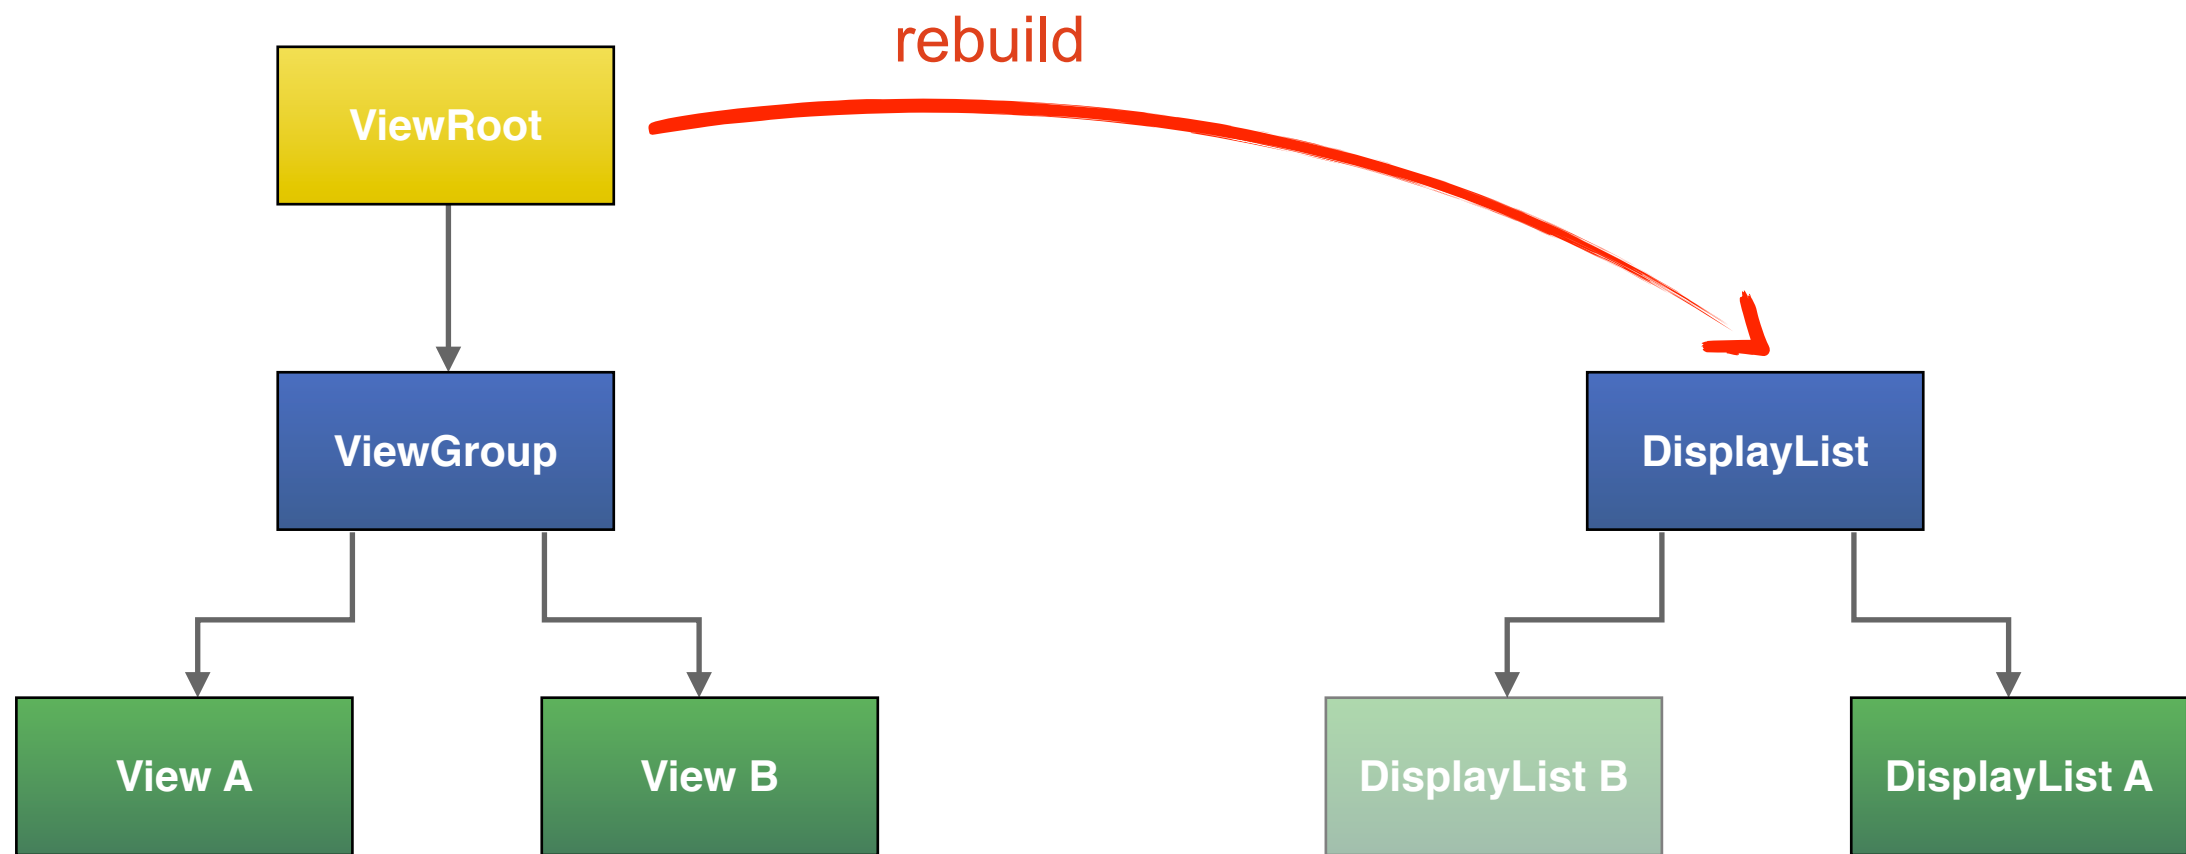 rebuild
ViewRoot
ViewGroup
DisplayList
View A
View B
DisplayList B
DisplayList A